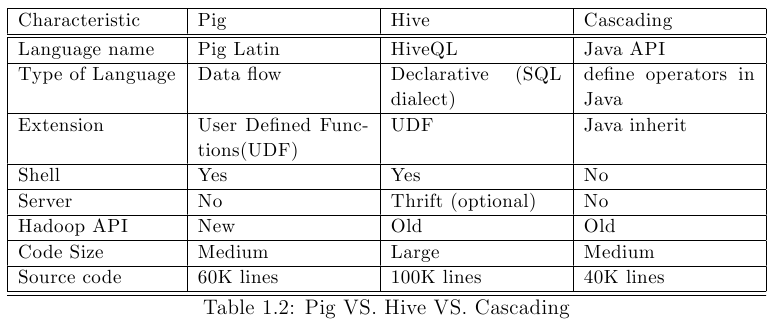 Characteristic Pig Hive Cascading
Language name Pig Latin HiveQL Java API
Type of Language Data flow Declarative (SQL define operators in
dialect) Java
Extension User Defined Func- UDF Java inherit
tions(UDF)
Shell Yes Yes No
Server No Thrift (optional) No
Hadoop API New Old Old
Code Size Medium Large Medium
Source code 60K lines 100K lines 40K lines
Table 1.2: Pig VS. Hive VS. Cascading